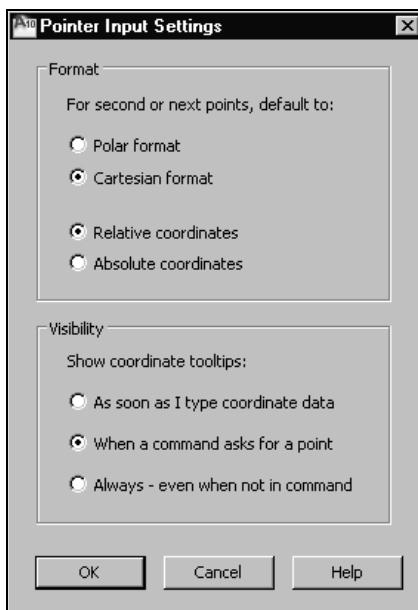 A10 Pointer Input Settings
Format
For second or next points, default to:
Polar format
Cartesian format
Relative coordinates
Absolute coordinates
Visibility
Show coordinate tooltips:
As soon as I type coordinate data
When a command asks for a point
Always - even when not in command
OK Cancel Help